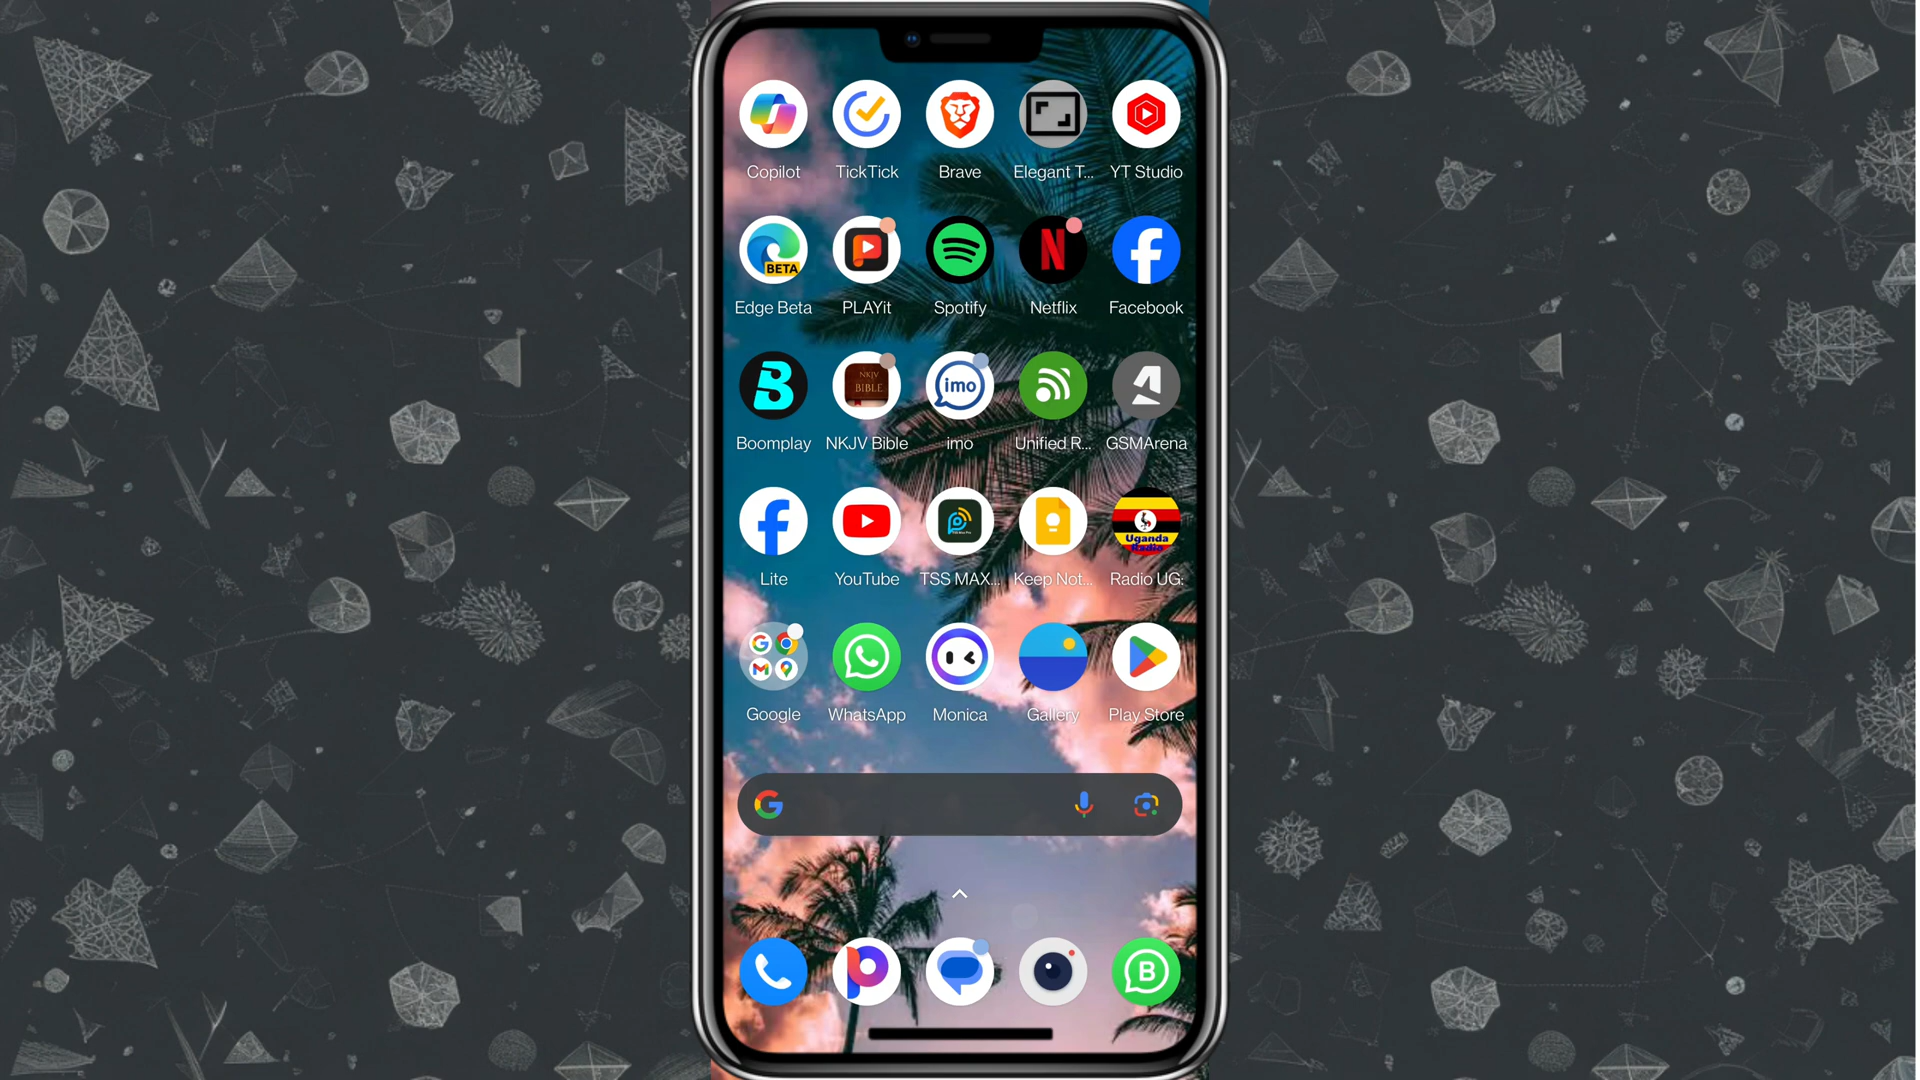 Copilot TickTick Brave Elegant T... YT Studio
BETA
Edge Beta PLAYit Spotify Netflix Facebook
NKJV
BIBLE
imo
Boomplay NKJV Bible imo Unified R... GSMArena
Uganda
Radio
Lite YouTube TSS MAX... Keep Not... Radio UG:
Google WhatsApp Monica Gallery Play Store